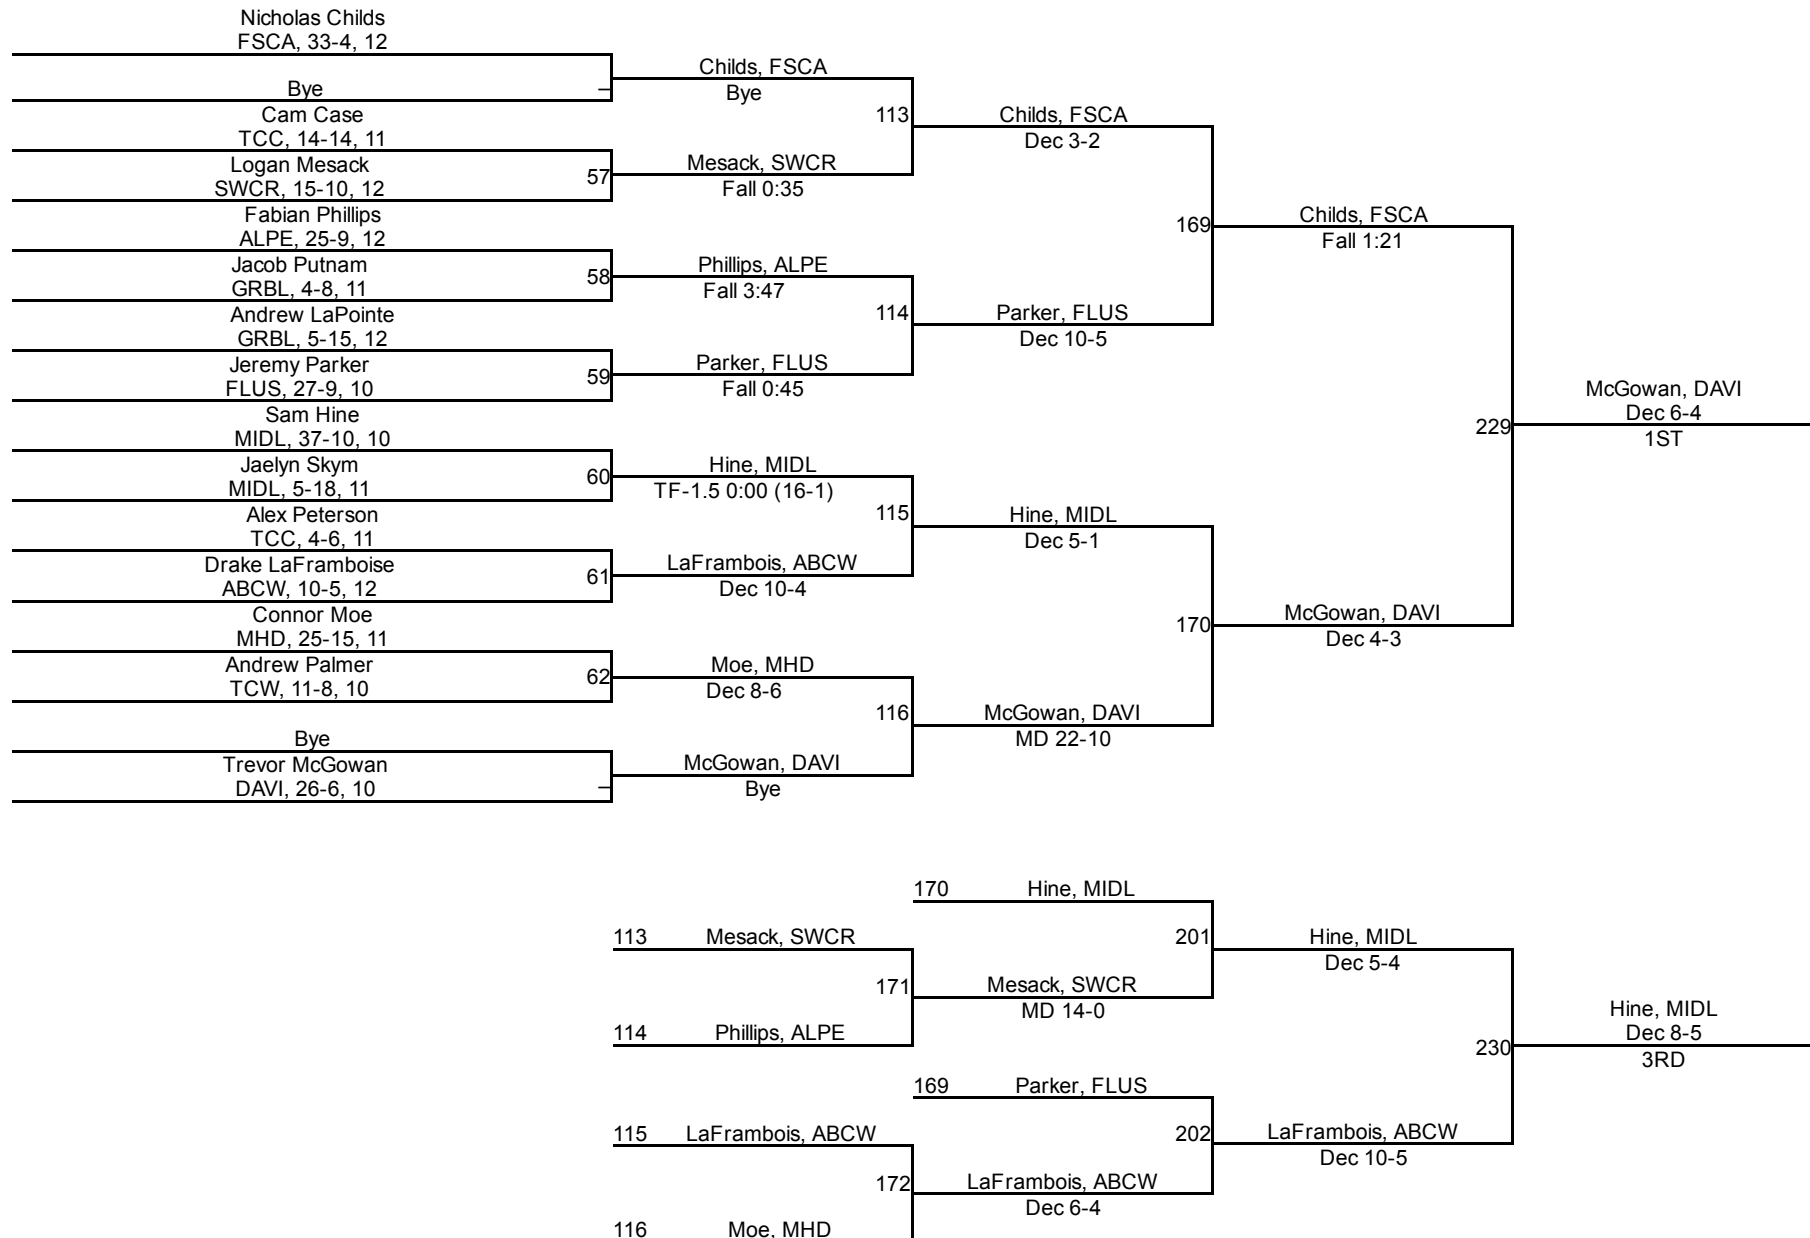 Nicholas Childs
FSCA, 33-4, 12
Bye
Cam Case
TCC, 14-14, 11
Logan Mesack
SWCR, 15-10, 12
57
Fabian Phillips
ALPE, 25-9, 12
Jacob Putnam
GRBL, 4-8, 11
58
Andrew LaPointe
GRBL, 5-15, 12
Jeremy Parker
FLUS, 27-9, 10
59
Sam Hine
MIDL, 37-10, 10
Jaelyn Skym
MIDL, 5-18, 11
60
Alex Peterson
TCC, 4-6, 11
Drake LaFramboise
ABCW, 10-5, 12
61
Connor Moe
MHD, 25-15, 11
Andrew Palmer
TCW, 11-8, 10
62
Bye
Trevor McGowan
DAVI, 26-6, 10
Childs, FSCA
Bye
113
Mesack, SWCR
Fall 0:35
Phillips, ALPE
Fall 3:47
114
Parker, FLUS
Fall 0:45
Hine, MIDL
TF-1.5 0:00 (16-1)
115
LaFrambois, ABCW
Dec 10-4
Moe, MHD
Dec 8-6
116
McGowan, DAVI
Bye
Childs, FSCA
Dec 3-2
169
Parker, FLUS
Dec 10-5
Hine, MIDL
Dec 5-1
170
McGowan, DAVI
MD 22-10
Childs, FSCA
Fall 1:21
229
McGowan, DAVI
Dec 4-3
McGowan, DAVI
Dec 6-4
1ST
170 Hine, MIDL
113 Mesack, SWCR
201
171
Mesack, SWCR
MD 14-0
114 Phillips, ALPE
Hine, MIDL
Dec 5-4
169 Parker, FLUS
115 LaFrambois, ABCW
202
172
LaFrambois, ABCW
Dec 6-4
116 Moe, MHD
LaFrambois, ABCW
Dec 10-5
230
Hine, MIDL
Dec 8-5
3RD